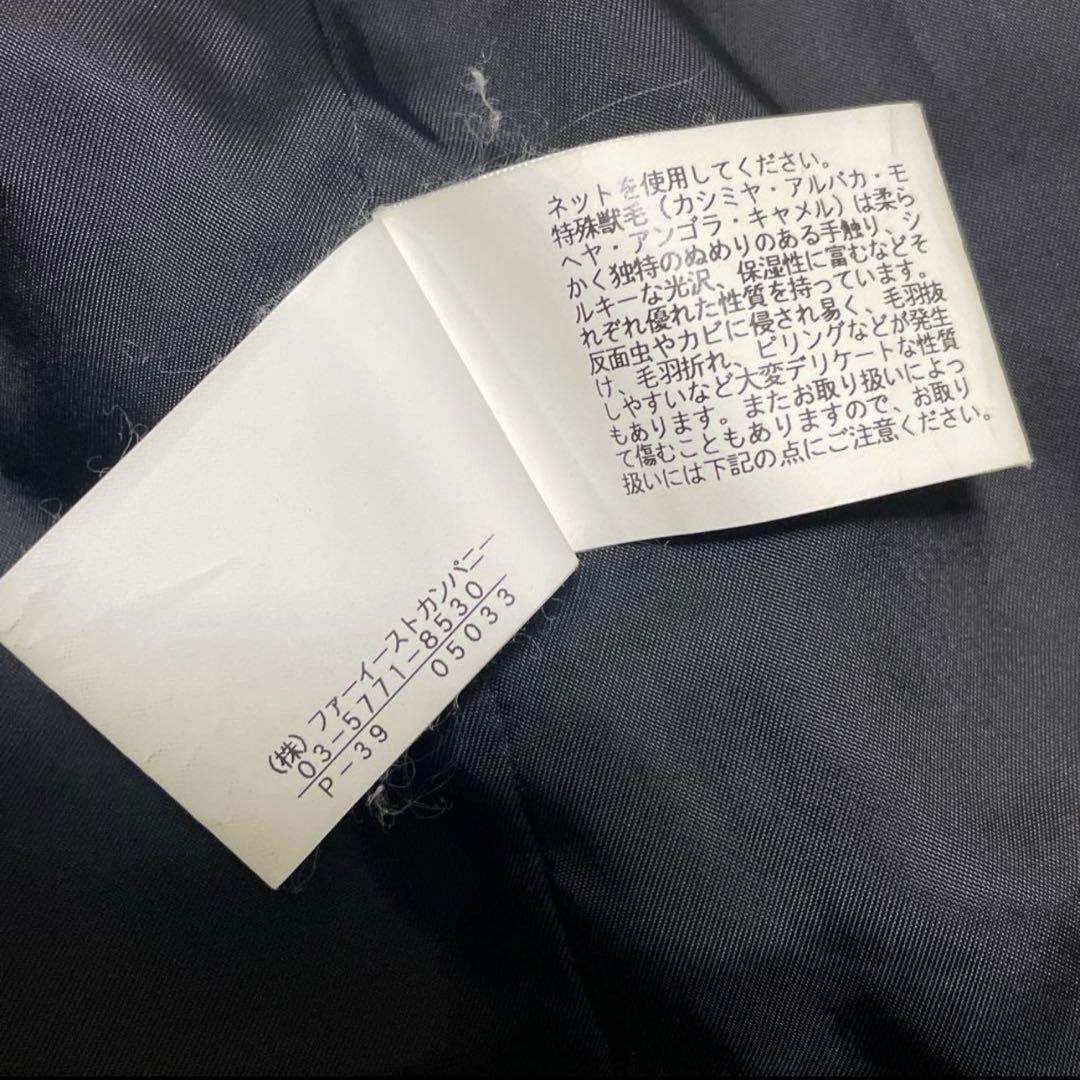 ネットを使用してください。
特殊獣毛（カシミヤ・アルパカ・モ
ヘヤ・アンゴラ・キャメル）は柔ら
かく独特のぬめりのある手触り、シ
ルキーな光沢、保湿性に富むなどそ
れぞれ優れた性質を持っています。
反面虫やカビに侵され易く、毛羽抜
け、毛羽折れ、ピリングなどが発生
しやすいなど大変デリケートな性質
もあります。またお取り扱いによっ
て傷むこともありますので、お取り
扱いには下記の点にご注意ください。
（株）ファーイーストカンパニー
03-5771-8530
P-39 05033